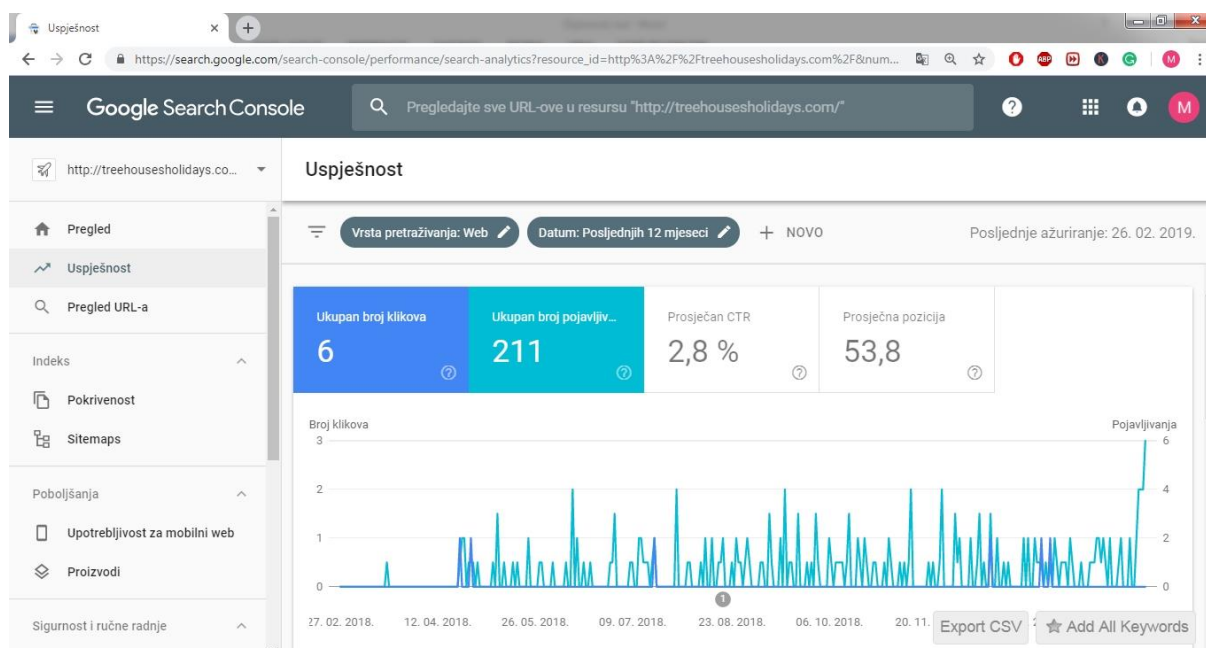 Uspješnost
https://search.google.com/search-console/performance/search-analytics?resource_id=http%3A%2F%2Ftreehousesholidays.com%2F&num...
ABP
K
G
M
Google Search Console
Pregledajte sve URL-ove u resursu "http://treehousesholidays.com/"
M
http://treehousesholidays.co...
Uspješnost
Pregled
Uspješnost
Pregled URL-a
Indeks
Pokrivenost
Sitemaps
Poboljšanja
Upotrebljivost za mobilni web
Proizvodi
Sigurnost i ručne radnje
Vrsta pretraživanja: Web
Datum: Posljednjih 12 mjeseci
+ NOVO
Posljednje ažuriranje: 26. 02. 2019.
Ukupan broj klikova
6
Ukupan broj pojavljiv...
211
Prosječan CTR
2,8 %
Prosječna pozicija
53,8
Broj klikova
Pojavljivanja
3
2
1
0
6
4
2
0
1
27. 02. 2018. 12. 04. 2018. 26. 05. 2018. 09. 07. 2018. 23. 08. 2018. 06. 10. 2018. 20. 11.
Export CSV
Add All Keywords